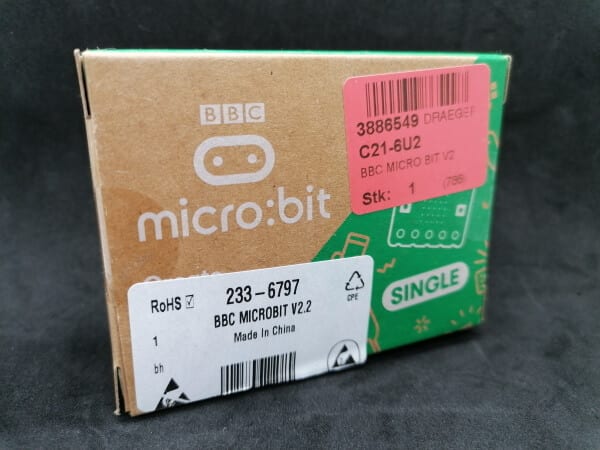 BBC
micro:bit
3886549 DRAEGER
C21-6U2
BBC MICRO BIT V2
Stk: 1 (786)
SINGLE
RoHS
233-6797
BBC MICROBIT V2.2
Made In China
1
bh
CPE